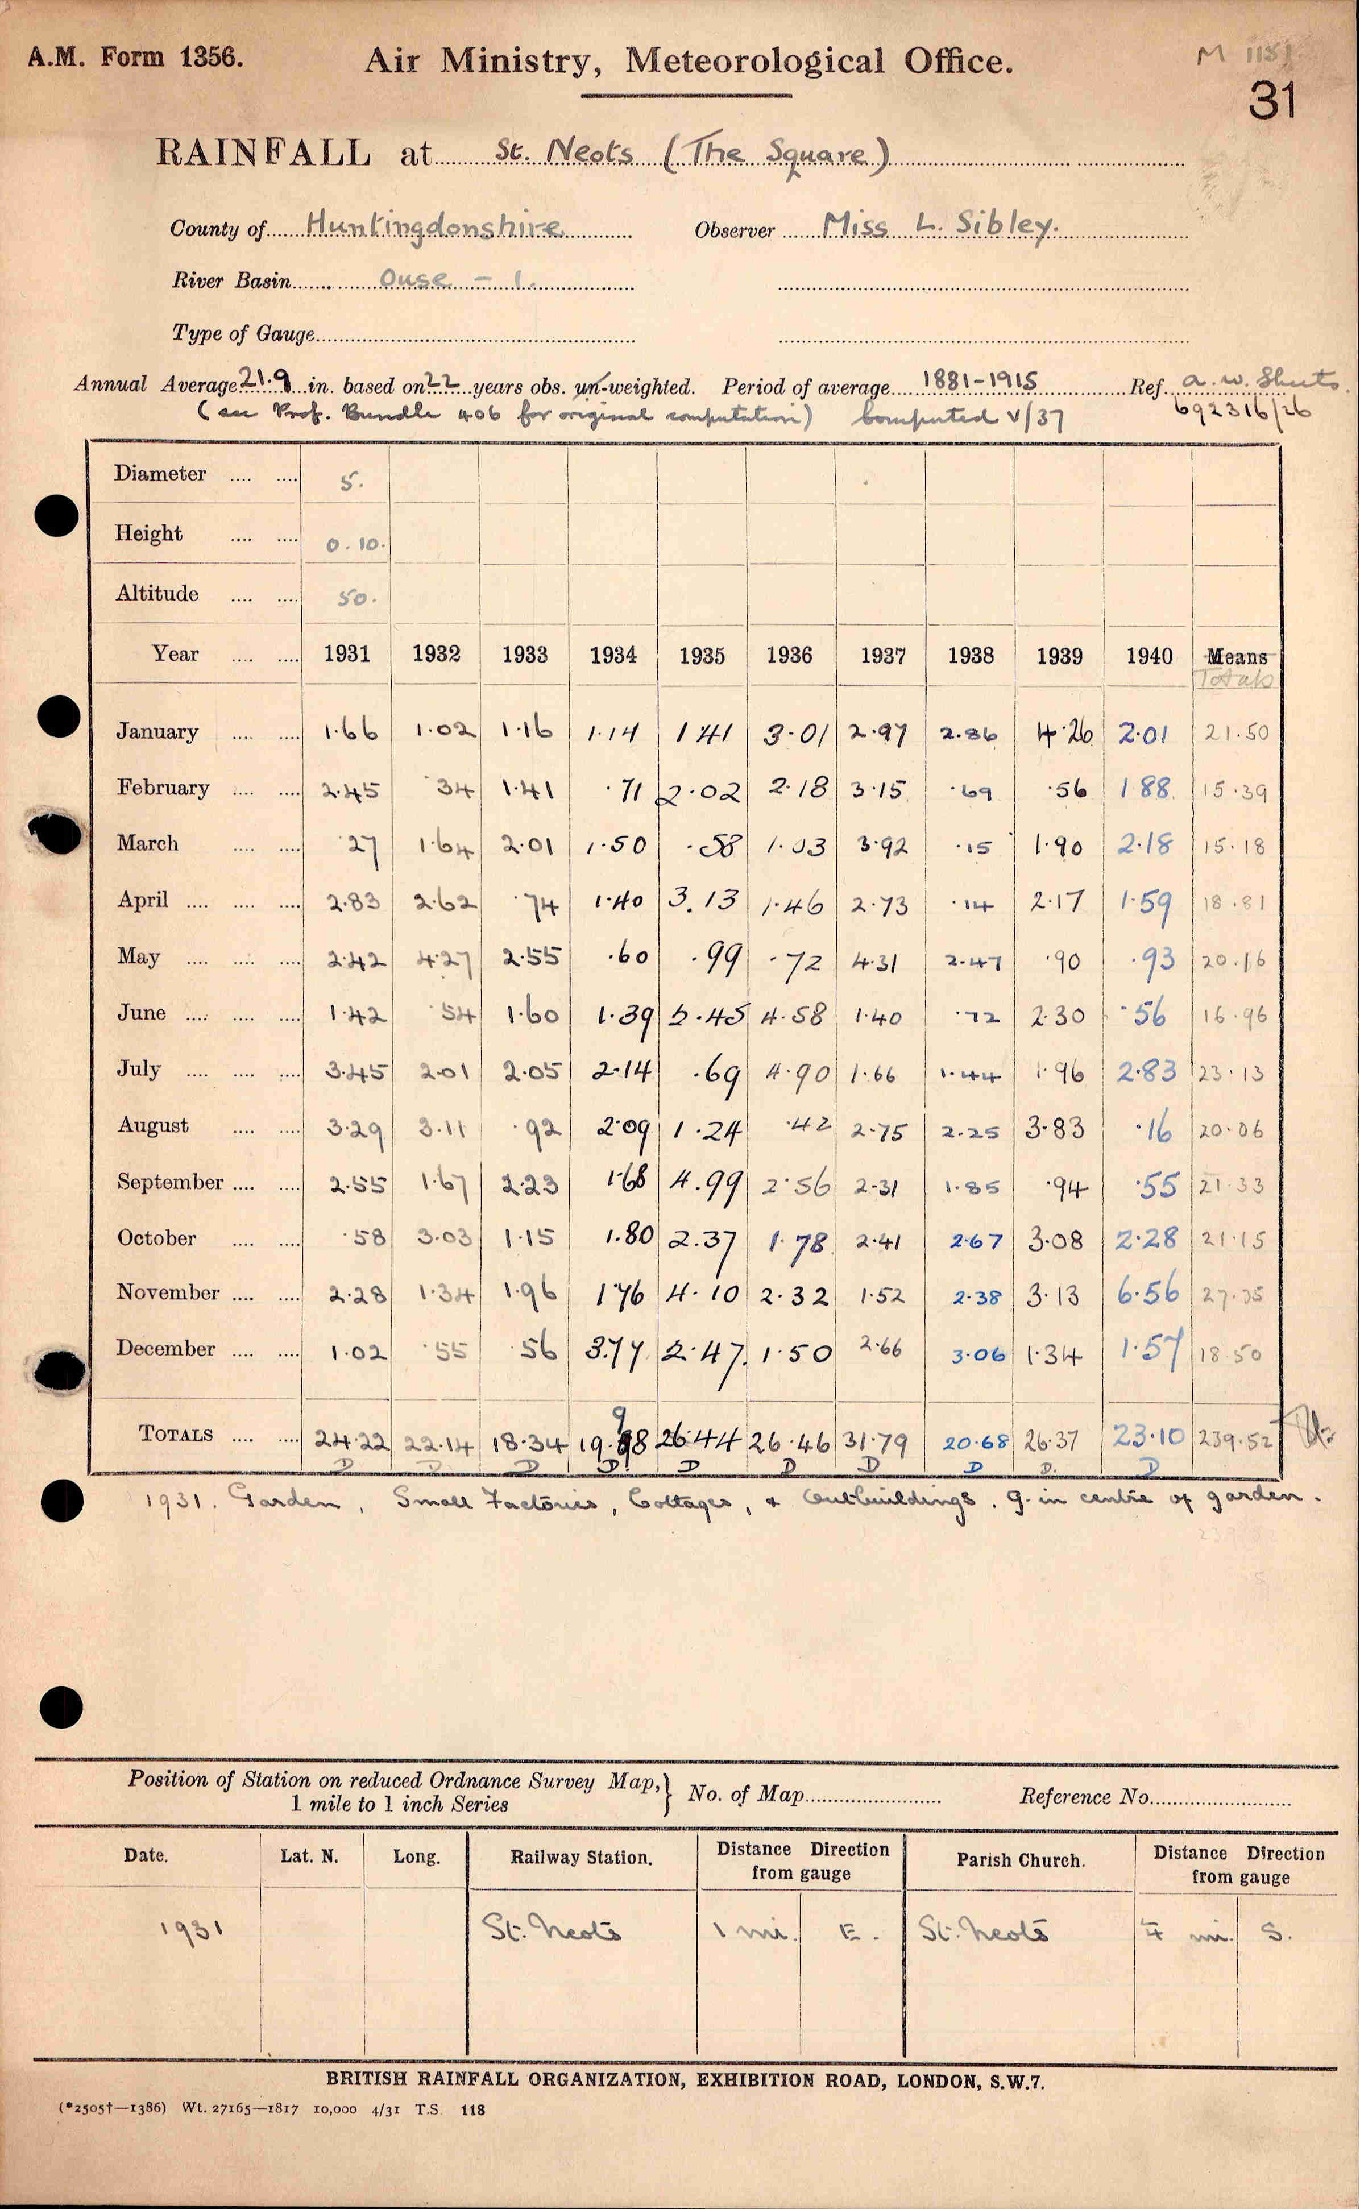 A.M. Form 1356. Air Ministry, Meteorological Office. M 1181
31
RAINFALL at St. Neots (The Square)
County of Huntingdonshire Observer Miss L. Sibley.
River Basin Ouse – 1.
Type of Gauge
Annual Average 21.9 in. based on 22 years obs. un-weighted. Period of average 1881-1915 Ref. a.w. Sheets.
(see Prof. Bundle 406 for original computation) Computed V/37 692316/26
Diameter 5.
Height 0.10.
Altitude 50.
Year 1931 1932 1933 1934 1935 1936 1937 1938 1939 1940 Means
Totals
January 1.66 1.02 1.16 1.14 1.41 3.01 2.97 2.86 4.26 2.01 21.50
February 2.45 .34 1.41 .71 2.02 2.18 3.15 .69 .56 1.88 15.39
March .27 1.64 2.01 1.50 .58 1.03 3.92 .15 1.90 2.18 15.18
April 2.83 2.62 .74 1.40 3.13 1.46 2.73 .14 2.17 1.59 18.81
May 2.42 4.27 2.55 .60 .99 .72 4.31 2.47 .90 .93 20.16
June 1.42 .54 1.60 1.39 2.45 4.58 1.40 .72 2.30 .56 16.96
July 3.45 2.01 2.05 2.14 .69 4.90 1.66 1.44 1.96 2.83 23.13
August 3.29 3.11 .92 2.09 1.24 .42 2.75 2.25 3.83 .16 20.06
September 2.55 1.67 2.23 1.68 4.99 2.56 2.31 1.85 .94 .55 21.33
October .58 3.03 1.15 1.80 2.37 1.78 2.41 2.67 3.08 2.28 21.15
November 2.28 1.34 1.96 1.76 4.10 2.32 1.52 2.38 3.13 6.56 27.35
December 1.02 .55 .56 3.77 2.47 1.50 2.66 3.06 1.34 1.57 18.50
TOTALS 24.22 22.14 18.34 19.98 26.44 26.46 31.79 20.68 26.37 23.10 239.52
D D D D. D D D D D. D
1931. Garden, Small Factories, Cottages, & Outbuildings. G. in centre of garden.
Position of Station on reduced Ordnance Survey Map, } No. of Map Reference No.
1 mile to 1 inch Series
Date. Lat. N. Long. Railway Station. Distance Direction from gauge Parish Church. Distance Direction from gauge
1931 St. Neots 1 mi. E. St. Neots ¼ mi. S.
BRITISH RAINFALL ORGANIZATION, EXHIBITION ROAD, LONDON, S.W.7.
(*2505†—1386) Wt. 27165—1817 10,000 4/31 T.S. 118